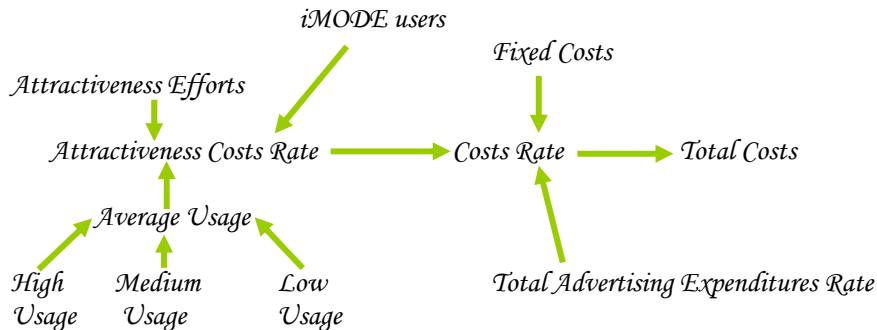 iMODE users
Fixed Costs
Attractiveness Efforts
Attractiveness Costs Rate
Costs Rate
Total Costs
Average Usage
High
Usage
Medium
Usage
Low
Usage
Total Advertising Expenditures Rate